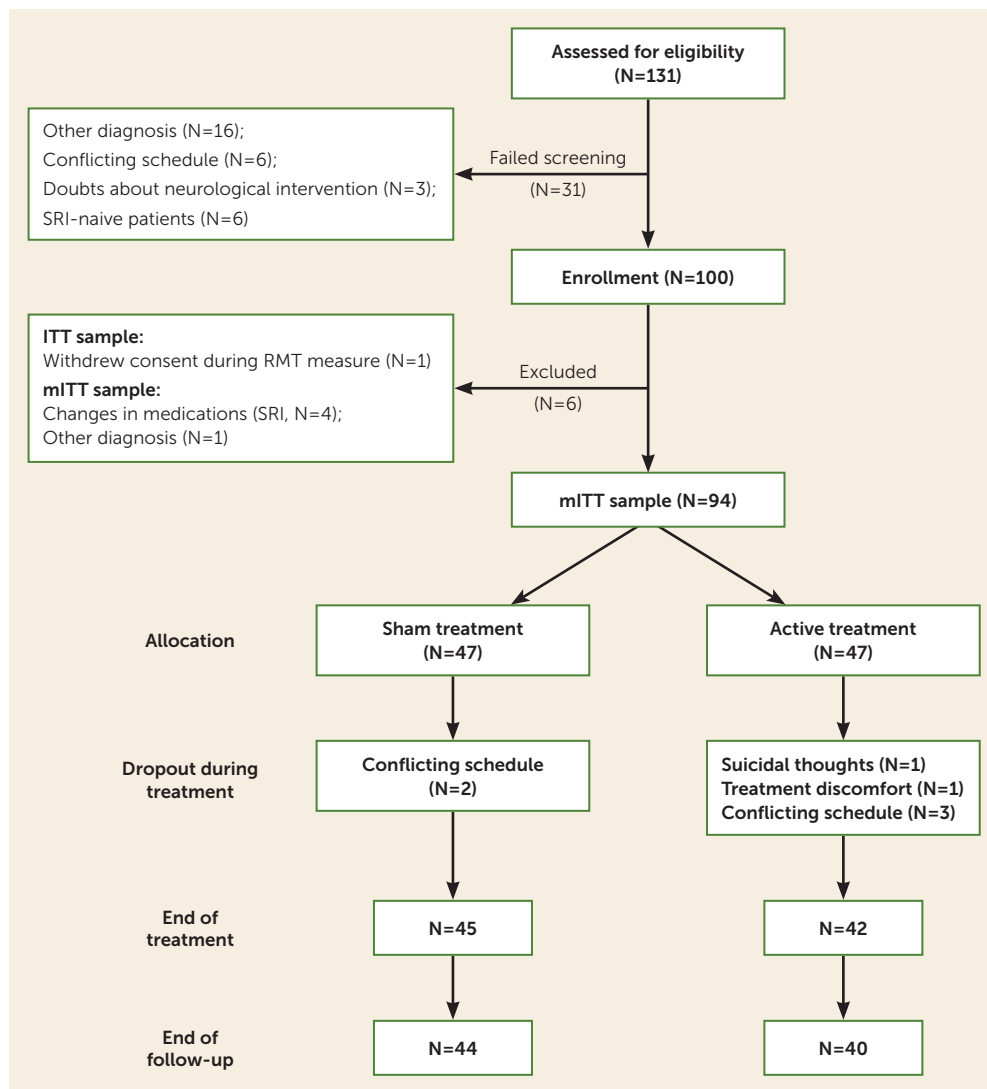 Assessed for eligibility
(N=131)
Other diagnosis (N=16);
Conflicting schedule (N=6);
Doubts about neurological intervention (N=3);
SRI-naive patients (N=6)
Failed screening
(N=31)
Enrollment (N=100)
ITT sample:
Withdrew consent during RMT measure (N=1)
mITT sample:
Changes in medications (SRI, N=4);
Other diagnosis (N=1)
Excluded
(N=6)
mITT sample (N=94)
Allocation
Sham treatment
(N=47)
Active treatment
(N=47)
Dropout during
treatment
Conflicting schedule
(N=2)
Suicidal thoughts (N=1)
Treatment discomfort (N=1)
Conflicting schedule (N=3)
End of
treatment
N=45
N=42
End of
follow-up
N=44
N=40